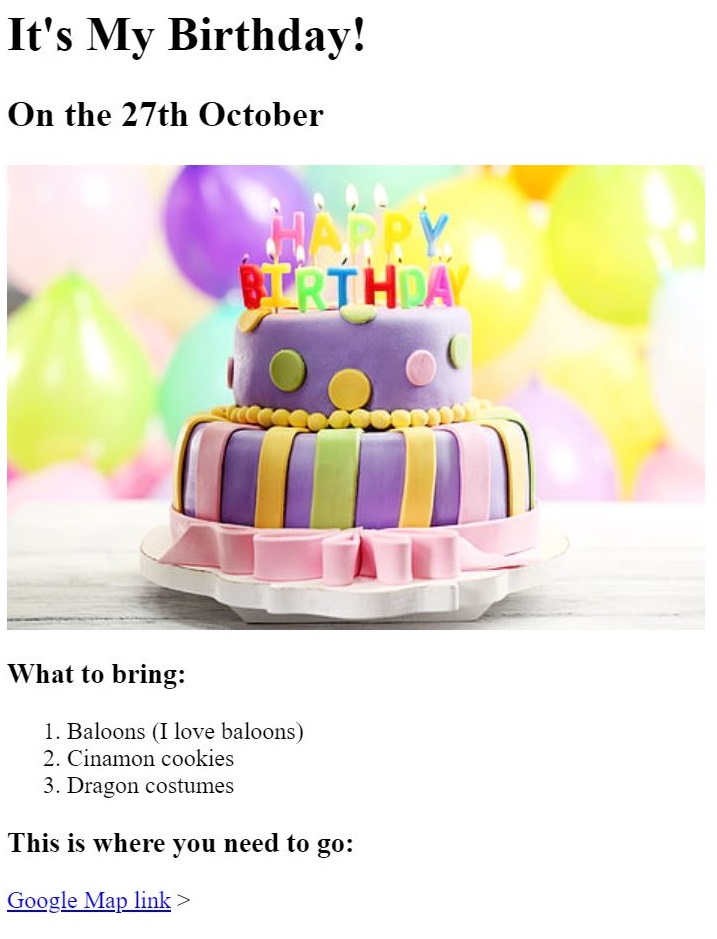 It's My Birthday!
On the 27th October
HAPPY
BIRTHDAY
What to bring:
1. Baloons (I love baloons)
2. Cinamon cookies
3. Dragon costumes
This is where you need to go:
Google Map link >